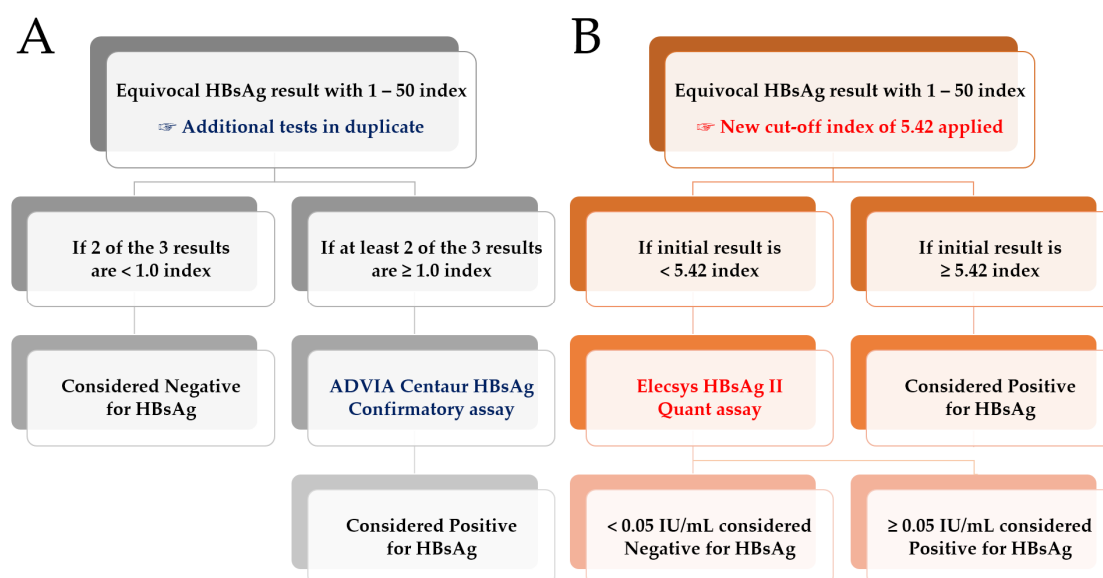 A
Equivocal HBsAg result with 1 – 50 index
☞ Additional tests in duplicate
If 2 of the 3 results
are < 1.0 index
If at least 2 of the 3 results
are ≥ 1.0 index
Considered Negative
for HBsAg
ADVIA Centaur HBsAg
Confirmatory assay
Considered Positive
for HBsAg
B
Equivocal HBsAg result with 1 – 50 index
☞ New cut-off index of 5.42 applied
If initial result is
< 5.42 index
If initial result is
≥ 5.42 index
Elecsys HBsAg II
Quant assay
Considered Positive
for HBsAg
< 0.05 IU/mL considered
Negative for HBsAg
≥ 0.05 IU/mL considered
Positive for HBsAg